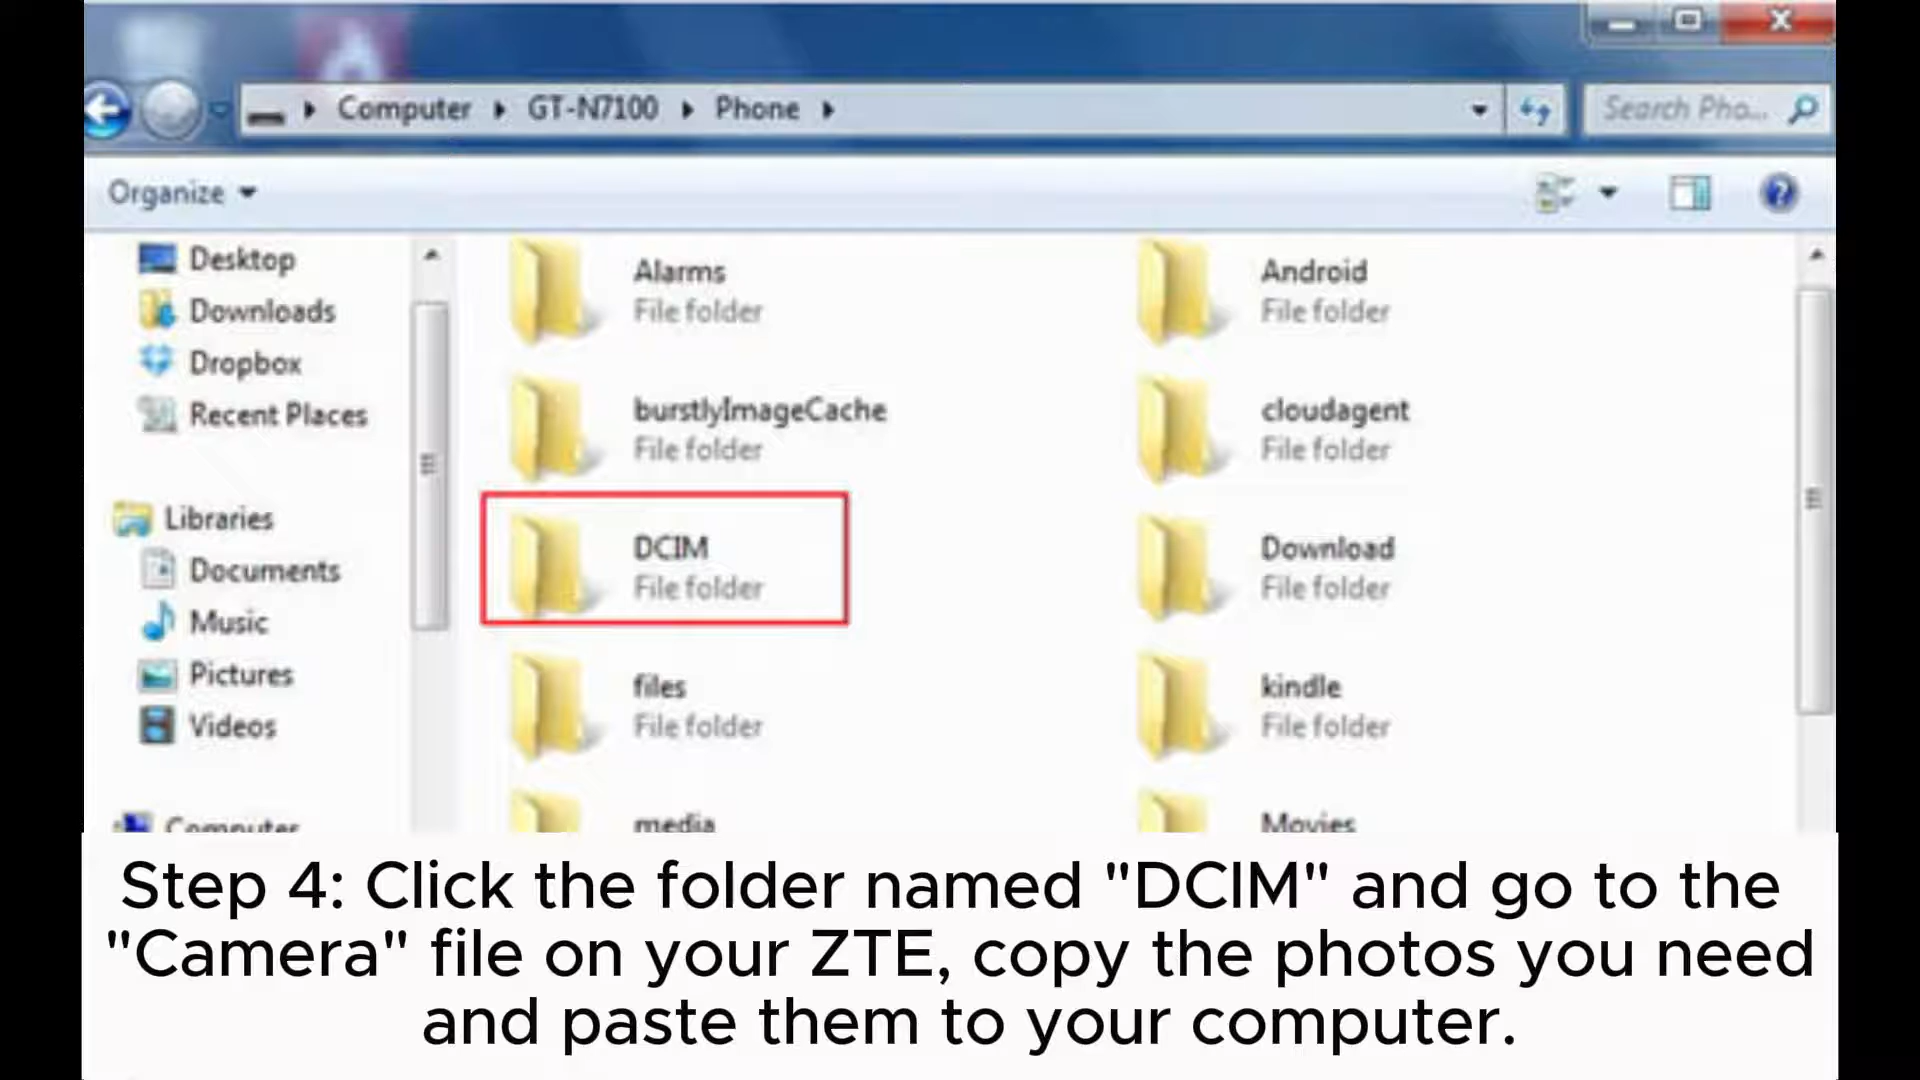 Computer GT-N7100 Phone
Search Pho...
Organize
Desktop
Downloads
Dropbox
Recent Places
Libraries
Documents
Music
Pictures
Videos
Computer
Alarms
File folder
Android
File folder
burstlyImageCache
File folder
cloudagent
File folder
DCIM
File folder
Download
File folder
files
File folder
kindle
File folder
media
Movies
Step 4: Click the folder named "DCIM" and go to the
"Camera" file on your ZTE, copy the photos you need
and paste them to your computer.